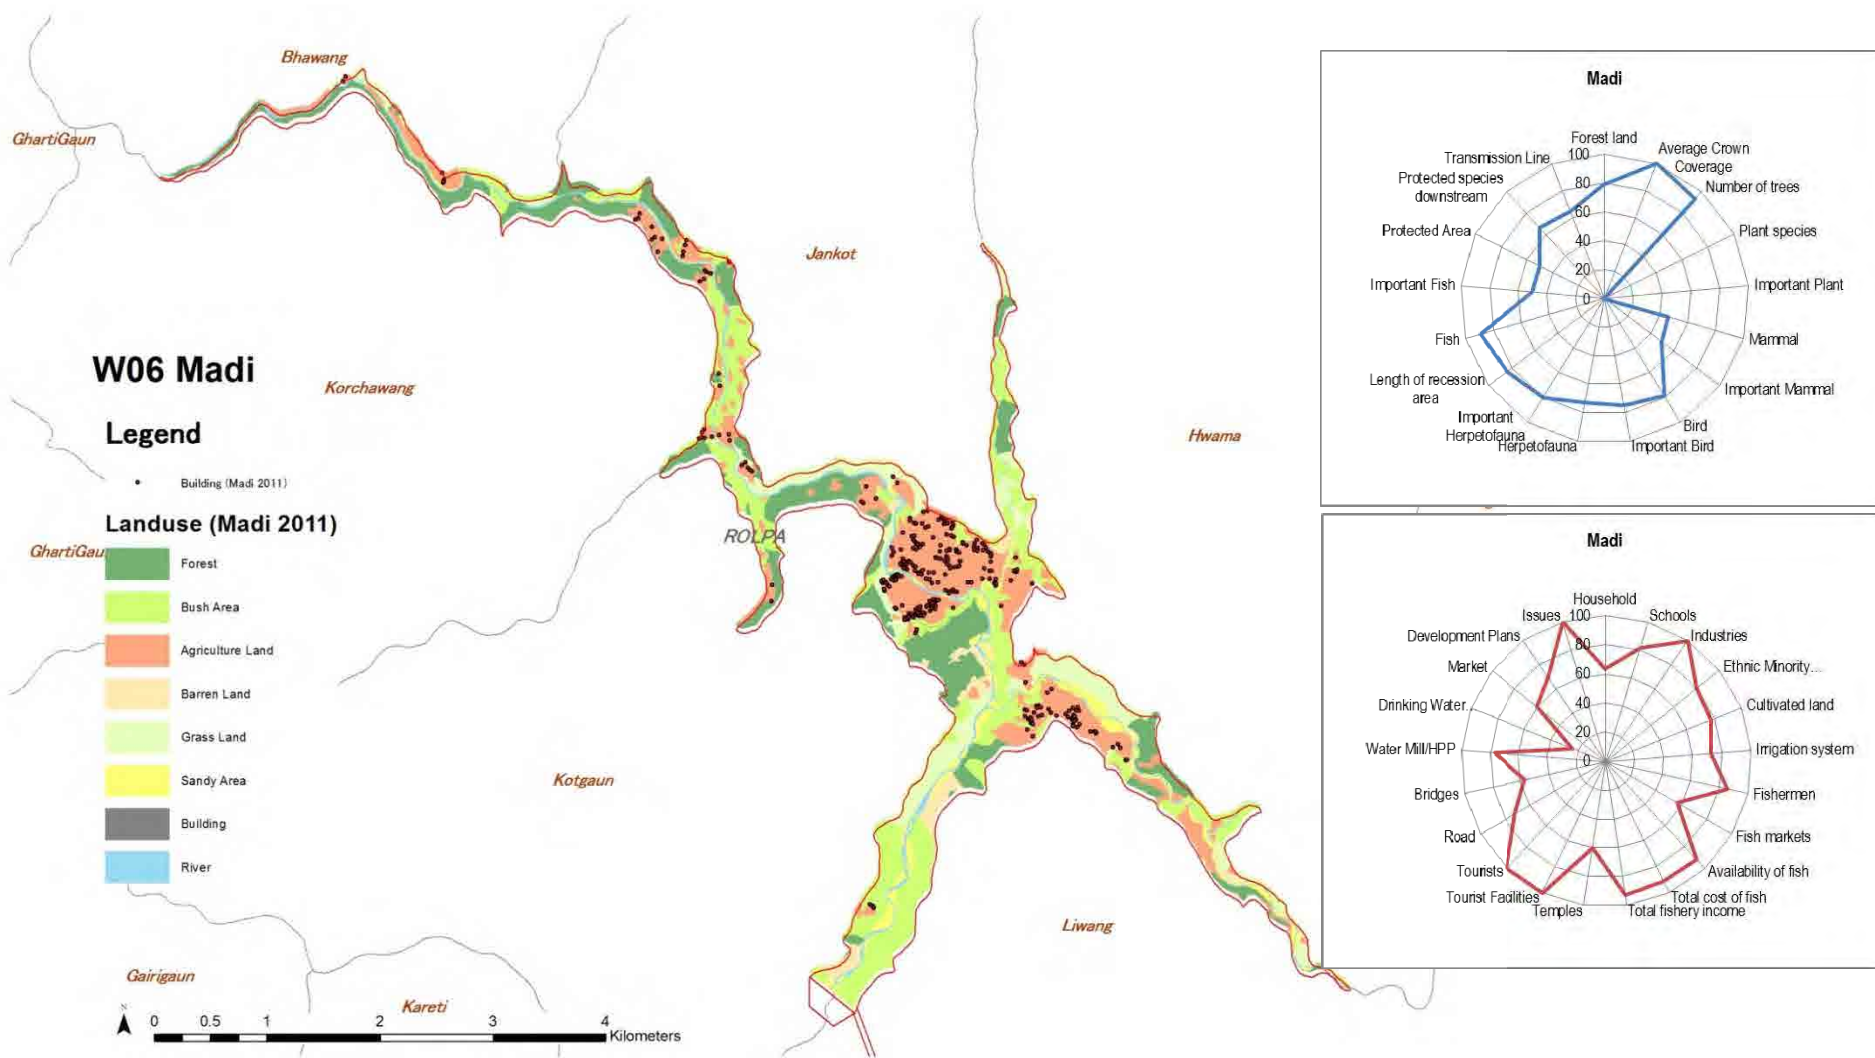 Bhawang
GhartiGaun
Jankot
W06 Madi
Korchawang
Legend
Building (Madi 2011)
Hwama
Landuse (Madi 2011)
ROLPA
GhartiGau
Forest
Bush Area
Agriculture Land
Barren Land
Grass Land
Sandy Area
Building
River
Kotgaun
Liwang
Gairigaun
Kareti
N
0 0.5 1 2 3 4
Kilometers
Madi
Forest land
Average Crown
Coverage
Number of trees
Plant species
Important Plant
Mammal
Important Mammal
Bird
Important Bird
Herpetofauna
Important
Herpetofauna
Length of recession
area
Fish
Important Fish
Protected Area
Protected species
downstream
Transmission Line
100
80
60
40
20
0
Madi
Household
Schools
Industries
Ethnic Minority...
Cultivated land
Irrigation system
Fishermen
Fish markets
Availability of fish
Total cost of fish
Total fishery income
Temples
Tourist Facilities
Tourists
Road
Bridges
Water Mill/HPP
Drinking Water..
Market
Development Plans
Issues
100
80
60
40
20
0